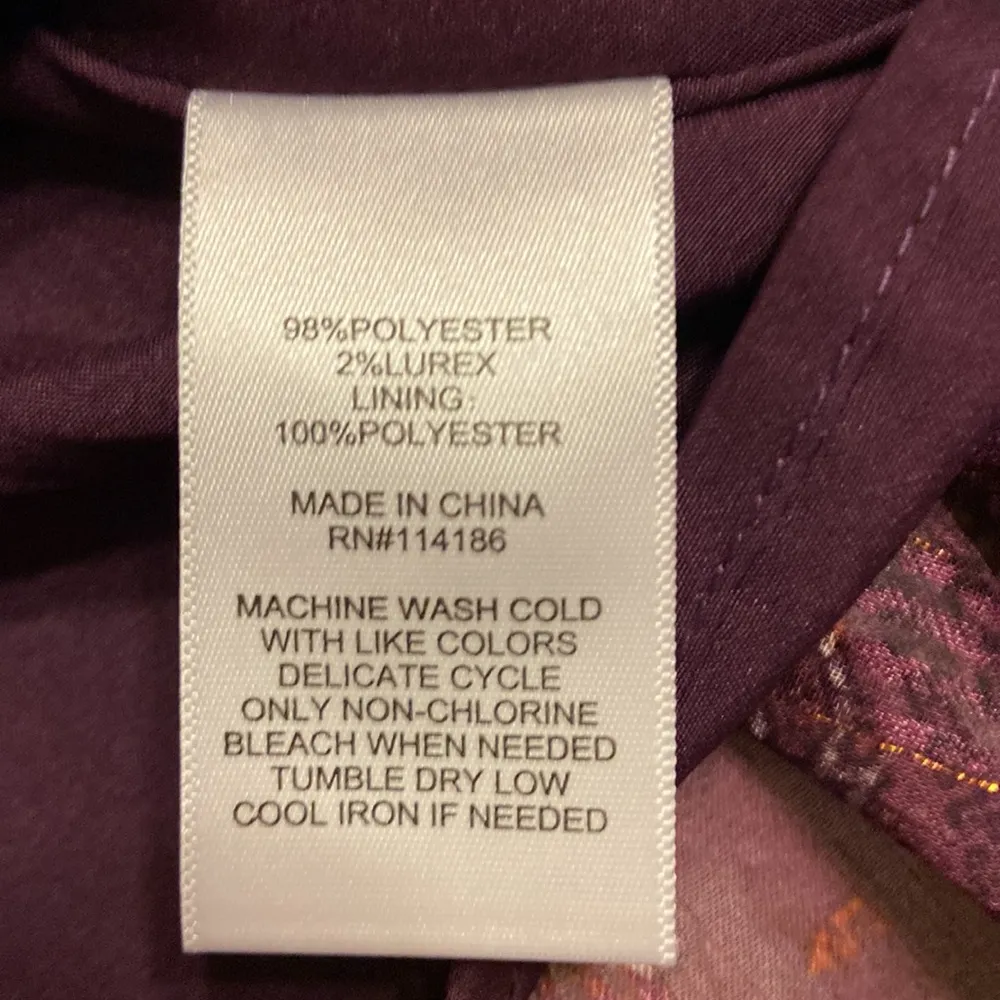 98%POLYESTER
2%LUREX
LINING:
100%POLYESTER
MADE IN CHINA
RN#114186
MACHINE WASH COLD
WITH LIKE COLORS
DELICATE CYCLE
ONLY NON-CHLORINE
BLEACH WHEN NEEDED
TUMBLE DRY LOW
COOL IRON IF NEEDED